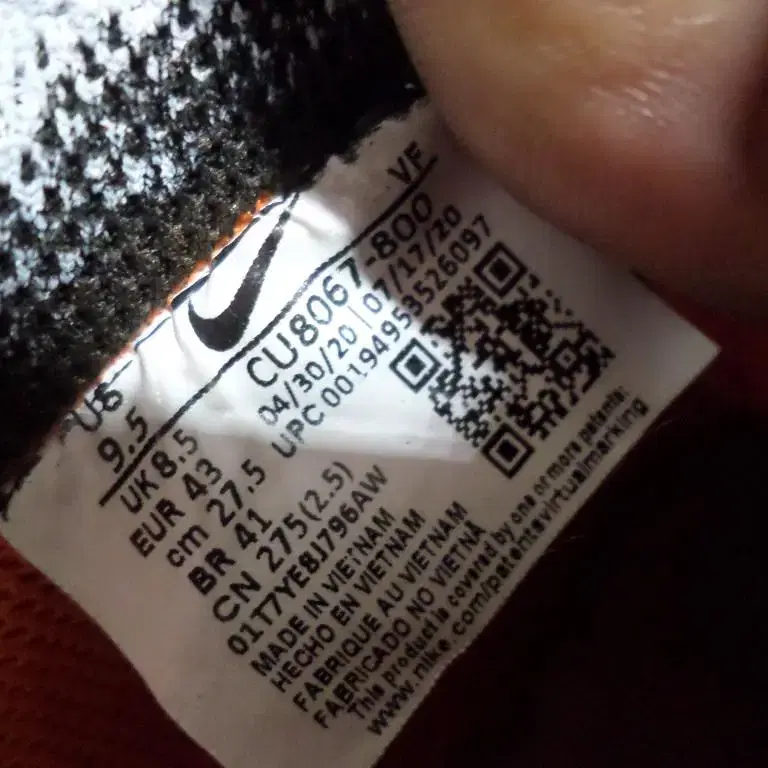 VF
US 9.5
UK 8.5
EUR 43
cm 27.5
BR 41
CN 275(2.5)
CU8067-800
04/30/20 | 07/17/20
UPC 00194953526097
01T7YE8J796AW
MADE IN VIETNAM
HECHO EN VIETNAM
FABRIQUE AU VIETNAM
FABRICADO NO VIETNÃ
This product is covered by one or more patents:
www.nike.com/patentsvirtualmarking